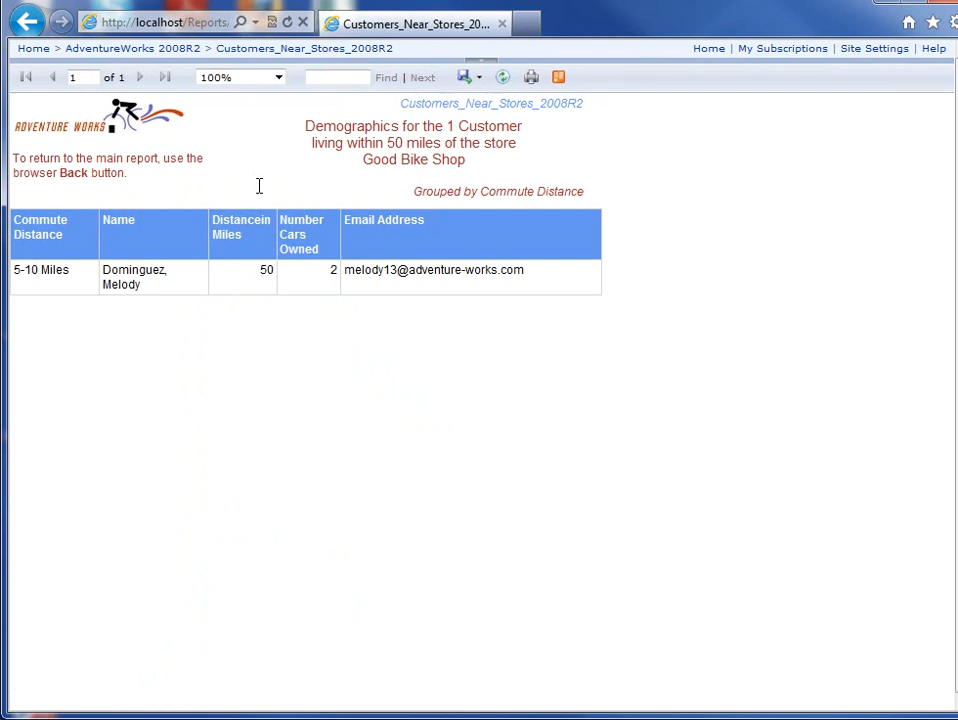 http://localhost/Reports/
Customers_Near_Stores_20...
Home > AdventureWorks 2008R2 > Customers_Near_Stores_2008R2
Home | My Subscriptions | Site Settings | Help
1 of 1 100% Find | Next
Customers_Near_Stores_2008R2
ADVENTURE WORKS
Demographics for the 1 Customer
living within 50 miles of the store
Good Bike Shop
To return to the main report, use the
browser Back button.
Grouped by Commute Distance
Commute Name Distancein Number Email Address
Distance Miles Cars
Owned
5-10 Miles Dominguez, 50 2 melody13@adventure-works.com
Melody